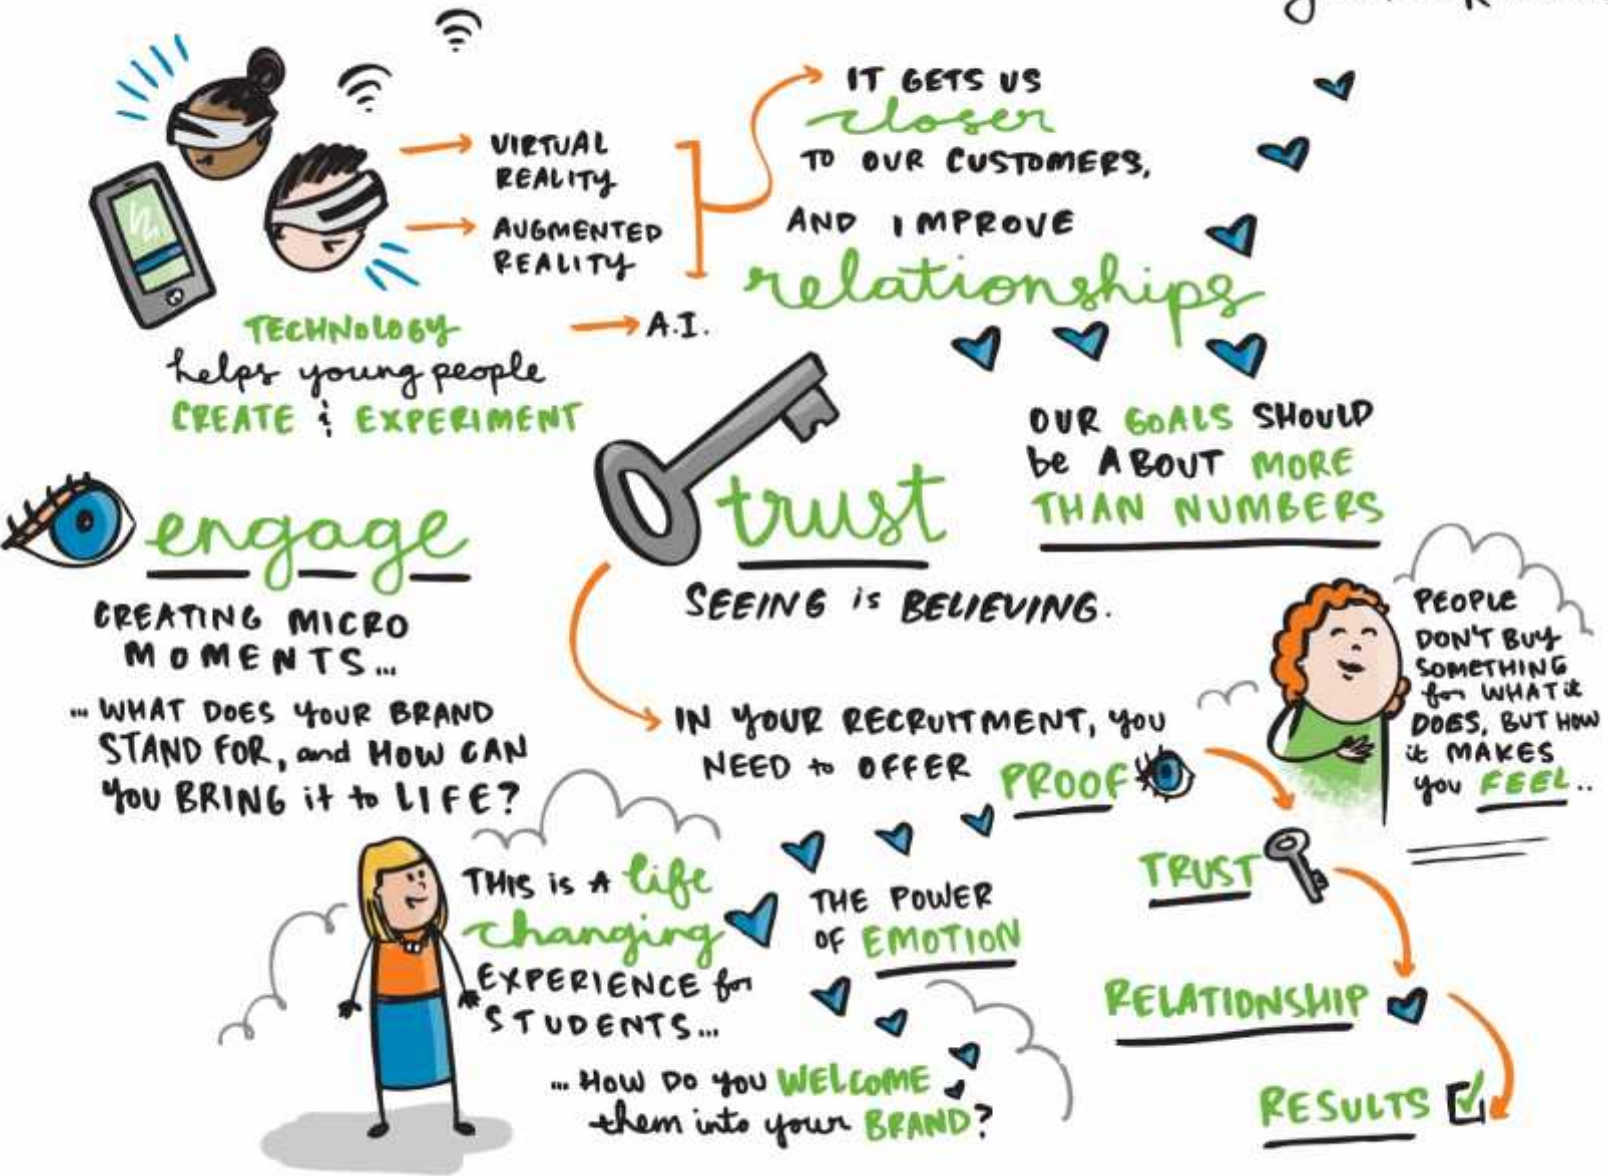 VIRTUAL
REALITY
AUGMENTED
REALITY
A.I.
TECHNOLOGY
helps young people
CREATE & EXPERIMENT
IT GETS US
closer
TO OUR CUSTOMERS,
AND IMPROVE
relationships
OUR GOALS SHOULD
be ABOUT MORE
THAN NUMBERS
engage
CREATING MICRO
MOMENTS...
... WHAT DOES YOUR BRAND
STAND FOR, and HOW CAN
YOU BRING it to LIFE?
trust
SEEING is BELIEVING.
IN YOUR RECRUITMENT, YOU
NEED to OFFER PROOF
PEOPLE
DON'T BUY
SOMETHING
for WHAT it
DOES, BUT HOW
it MAKES
you FEEL..
TRUST
RELATIONSHIP
RESULTS
THE POWER
OF EMOTION
THIS is A life
changing
EXPERIENCE for
STUDENTS...
... HOW DO YOU WELCOME
them into your BRAND?